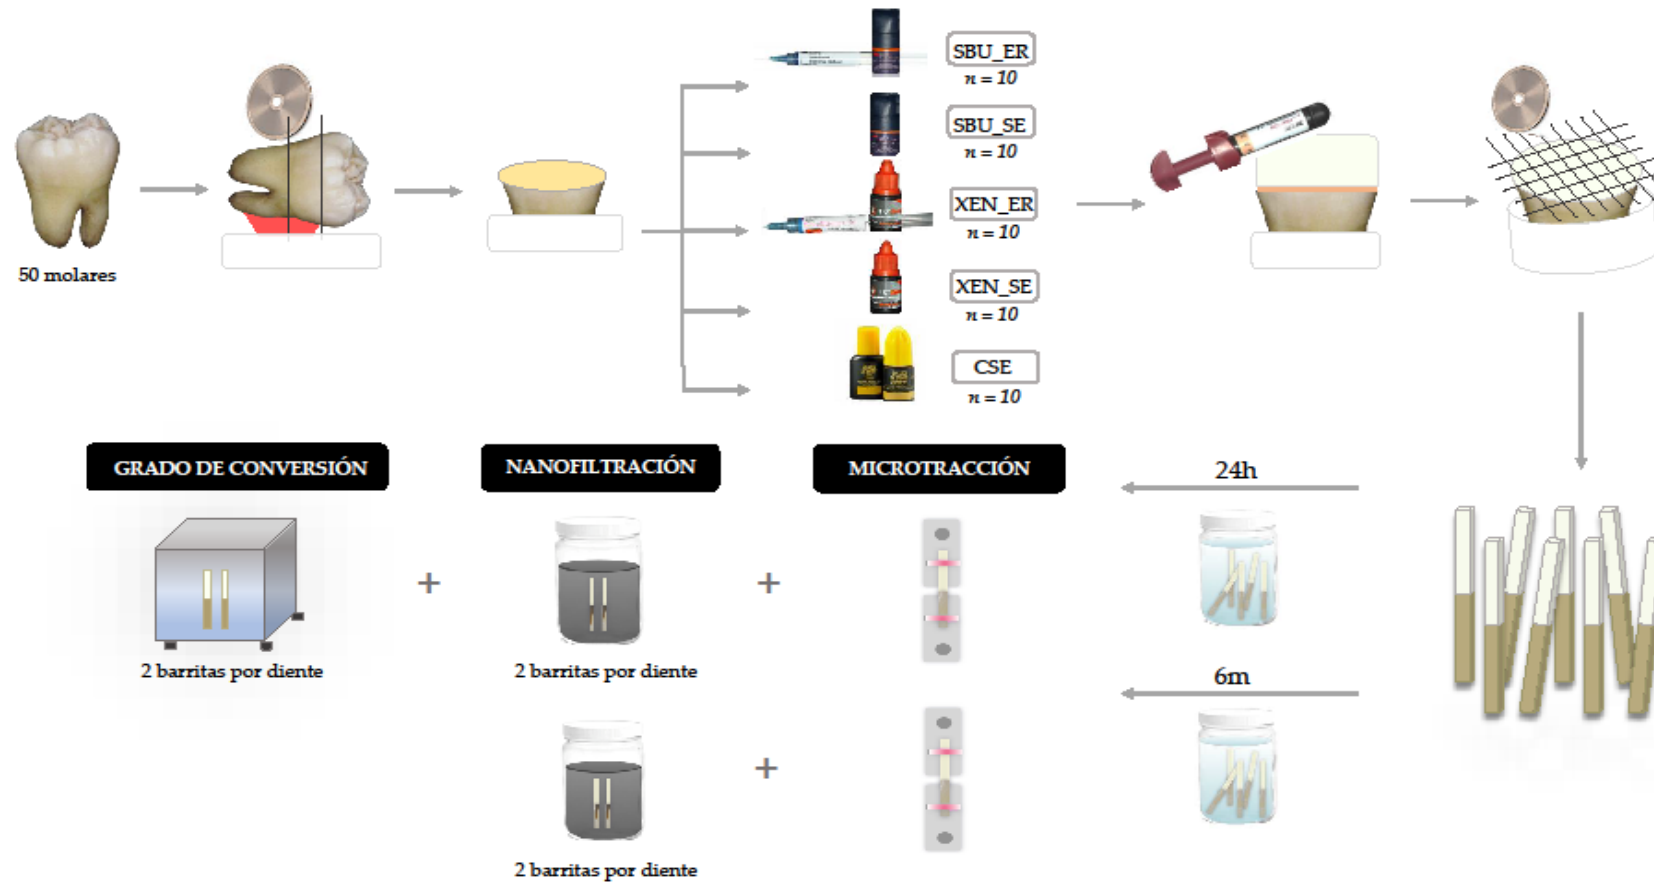 50 molares
SBU_ER
n = 10
SBU_SE
n = 10
XEN_ER
n = 10
XEN_SE
n = 10
CSE
n = 10
GRADO DE CONVERSIÓN
NANOFILTRACIÓN
MICROTRACCIÓN
24h
2 barritas por diente
2 barritas por diente
6m
2 barritas por diente